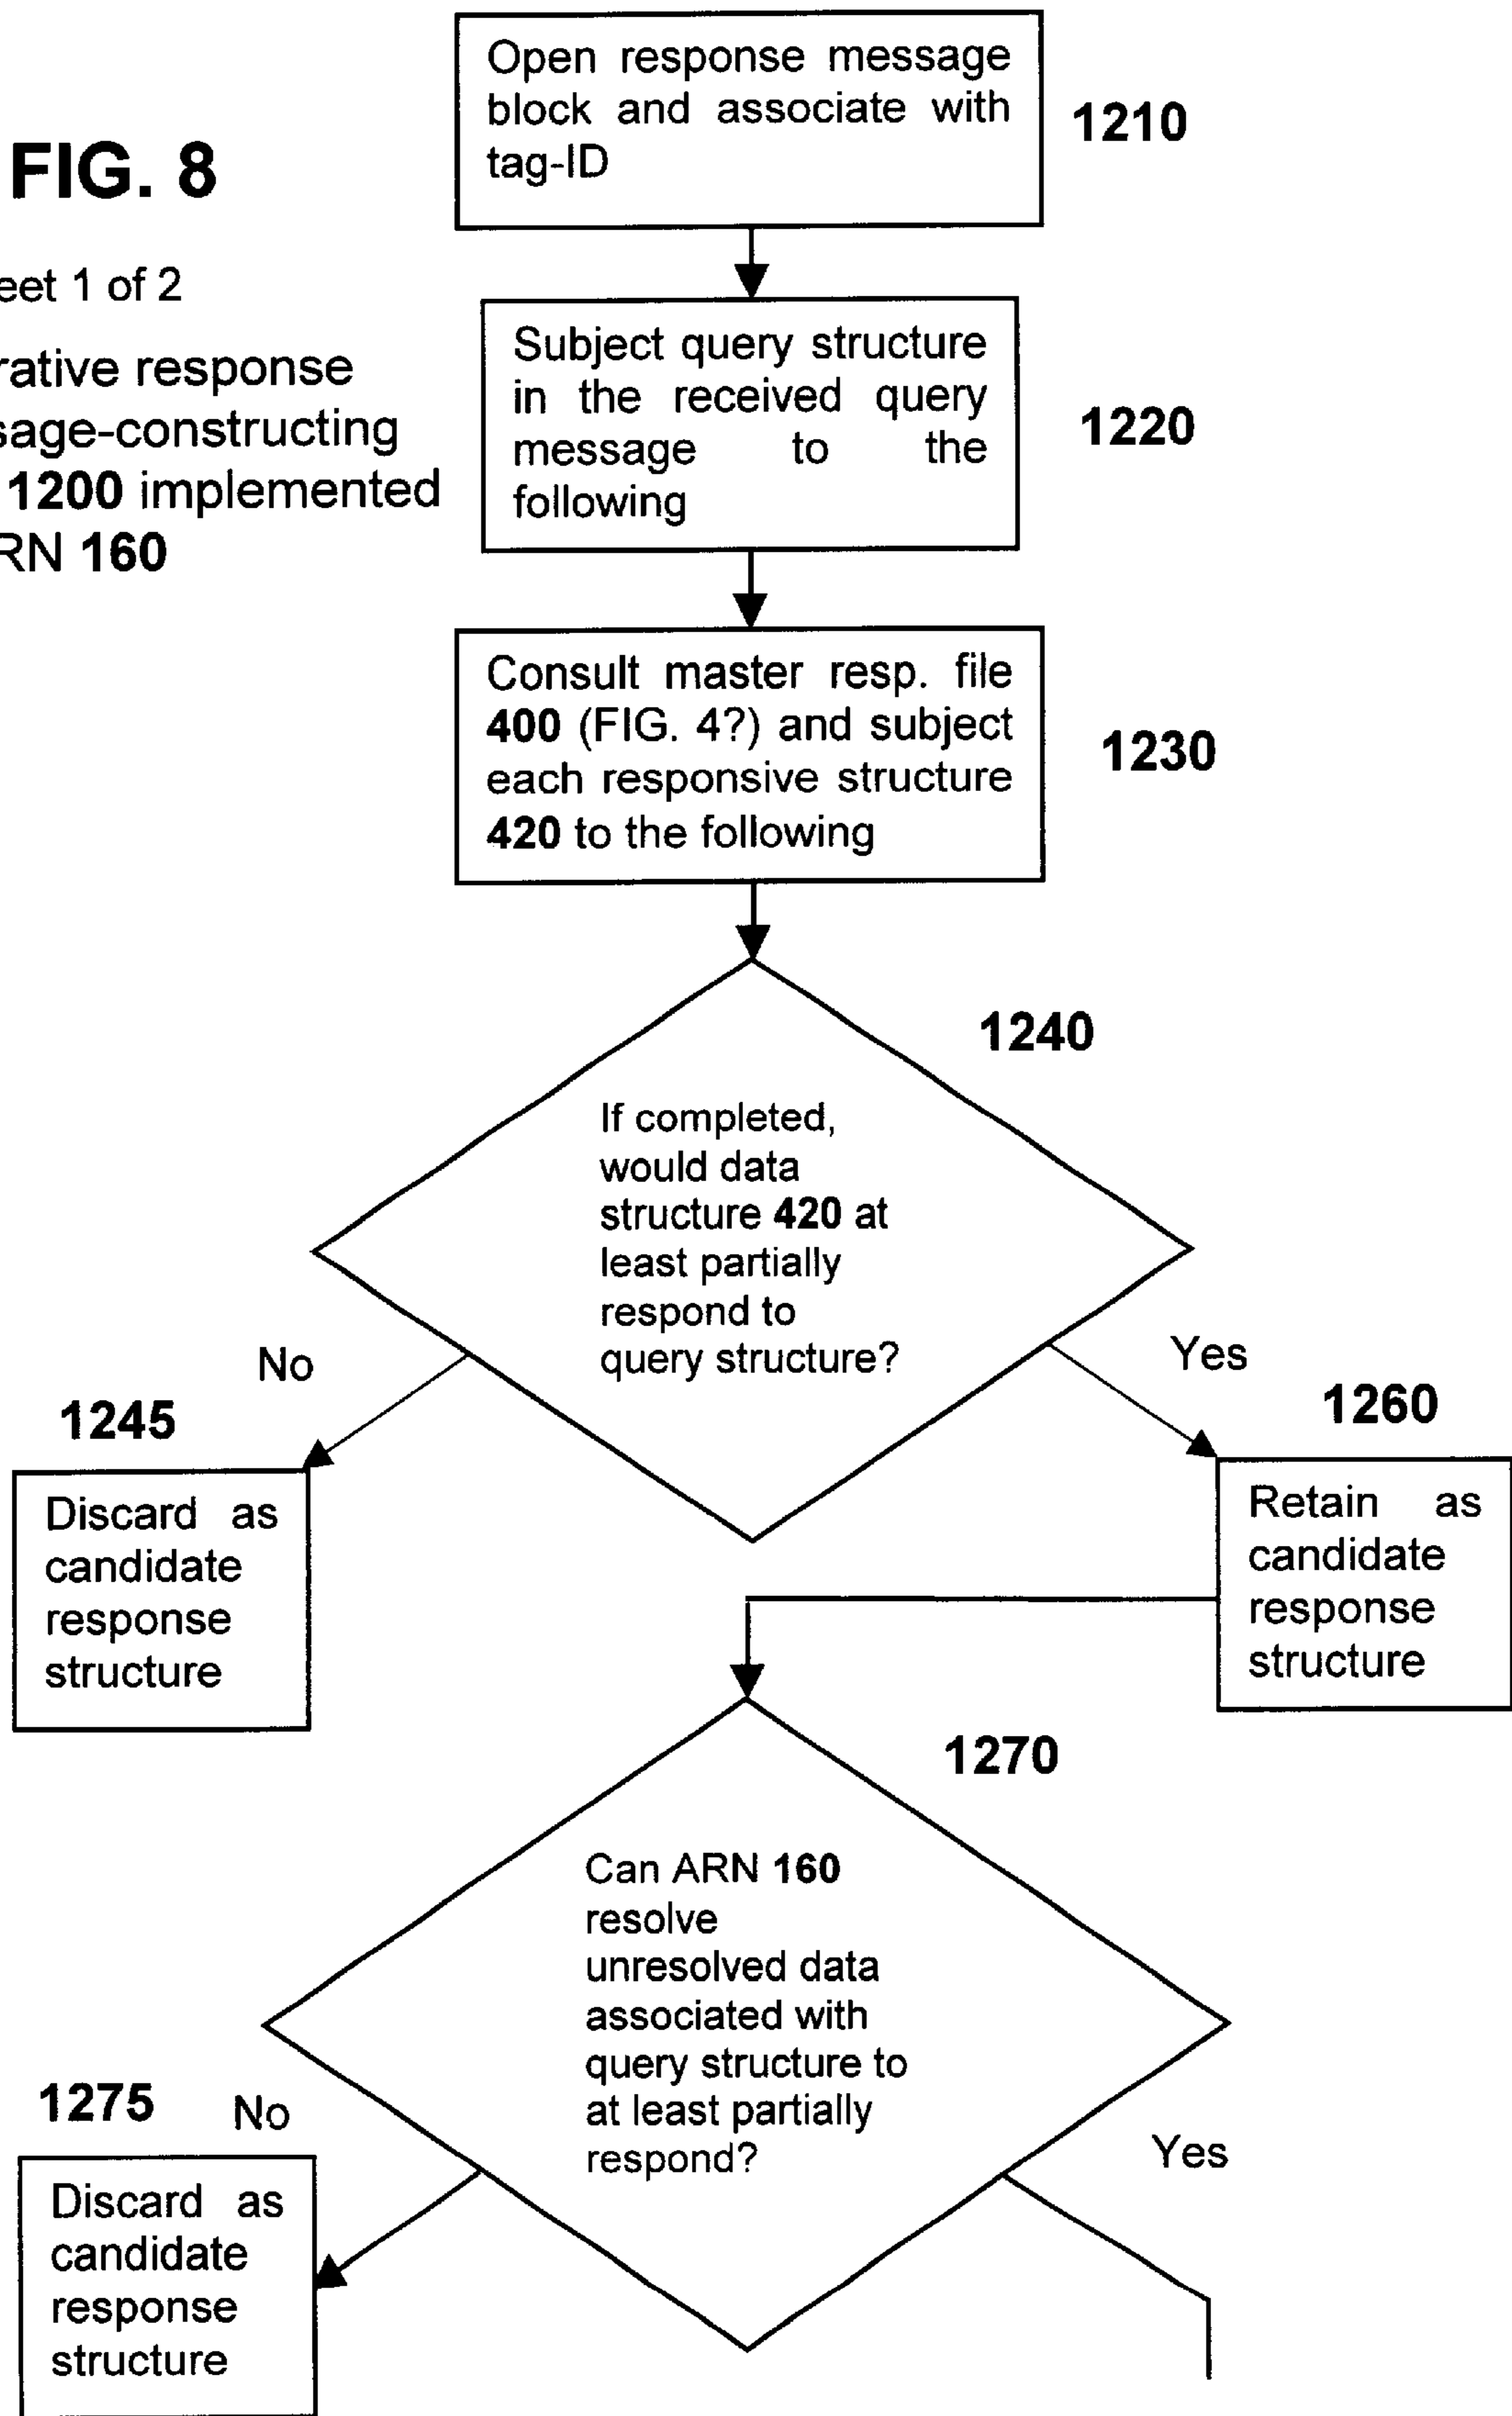 FIG. 8
eet 1 of 2
rative response
sage-constructing
1200 implemented
RN 160
Open response message
block and associate with
tag-ID
1210
Subject query structure
in the received query
message to the
following
1220
Consult master resp. file
400 (FIG. 4?) and subject
each responsive structure
420 to the following
1230
1240
If completed,
would data
structure 420 at
least partially
respond to
query structure?
No
Yes
1245
Discard as
candidate
response
structure
1260
Retain as
candidate
response
structure
1270
Can ARN 160
resolve
unresolved data
associated with
query structure to
at least partially
respond?
1275
No
Yes
Discard as
candidate
response
structure